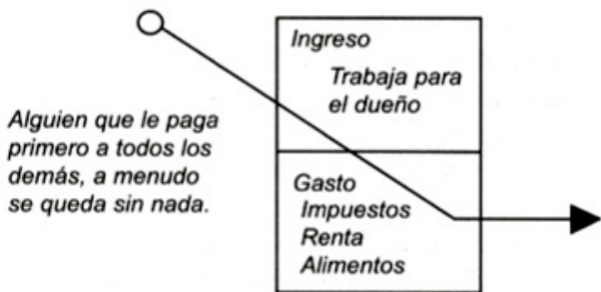 Ingreso
Trabaja para
el dueño
Alguien que le paga
primero a todos los
demás, a menudo
se queda sin nada.
Gasto
Impuestos
Renta
Alimentos